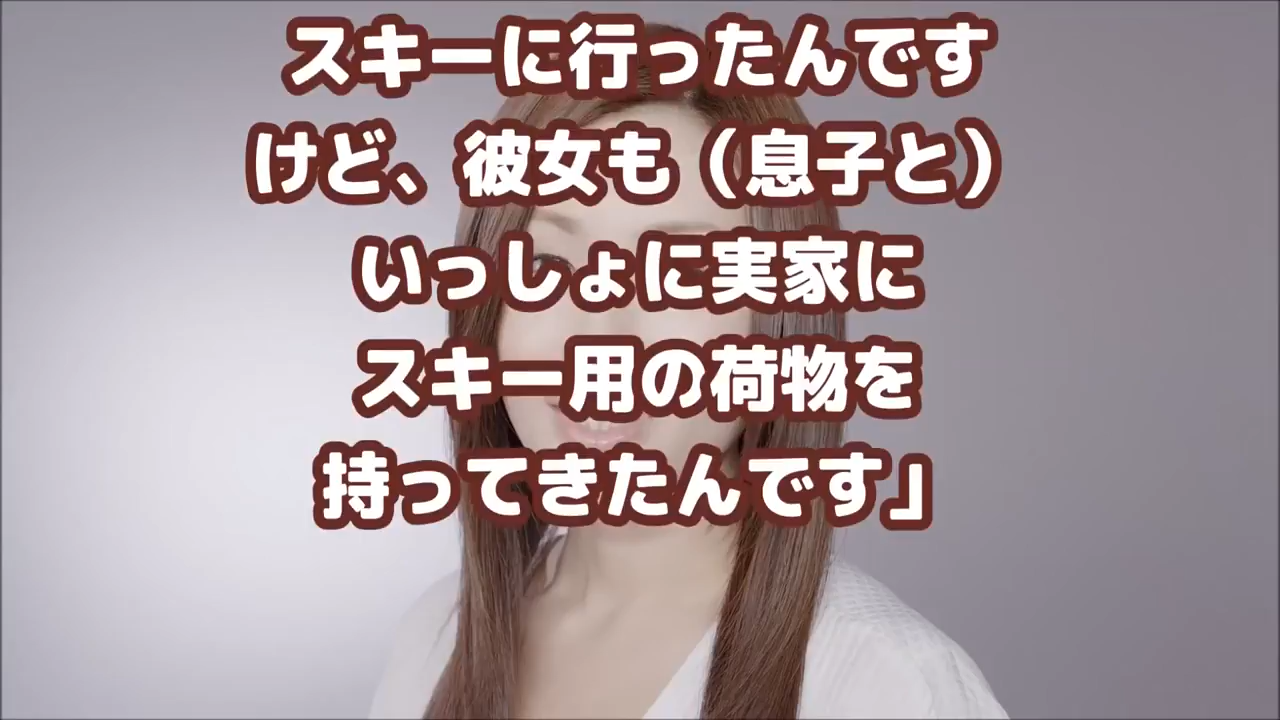 スキーに行ったんです
けど、彼女も（息子と）
いっしょに実家に
スキー用の荷物を
持ってきたんです」